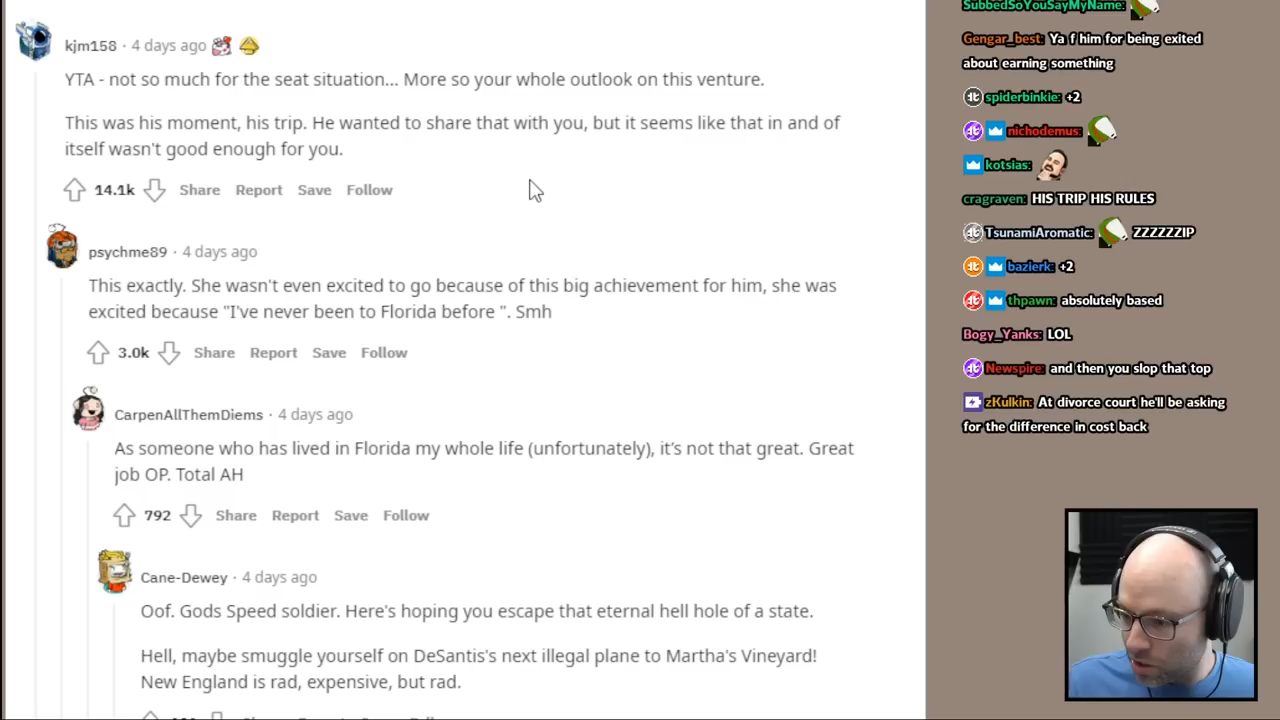 kjm158 · 4 days ago
YTA - not so much for the seat situation... More so your whole outlook on this venture.
This was his moment, his trip. He wanted to share that with you, but it seems like that in and of
itself wasn't good enough for you.
14.1k Share Report Save Follow
psychme89 · 4 days ago
This exactly. She wasn't even excited to go because of this big achievement for him, she was
excited because "I've never been to Florida before ". Smh
3.0k Share Report Save Follow
CarpenAllThemDiems · 4 days ago
As someone who has lived in Florida my whole life (unfortunately), it's not that great. Great
job OP. Total AH
792 Share Report Save Follow
Cane-Dewey · 4 days ago
Oof. Gods Speed soldier. Here's hoping you escape that eternal hell hole of a state.
Hell, maybe smuggle yourself on DeSantis's next illegal plane to Martha's Vineyard!
New England is rad, expensive, but rad.
SubbedSoYouSayMyName:
Gengar_best: Ya f him for being exited
about earning something
spiderbinkie: +2
nichodemus:
kotsias:
cragraven: HIS TRIP HIS RULES
TsunamiAromatic: ZZZZZZIP
bazierk: +2
thpawn: absolutely based
Bogy_Yanks: LOL
Newspire: and then you slop that top
zKulkin: At divorce court he'll be asking
for the difference in cost back